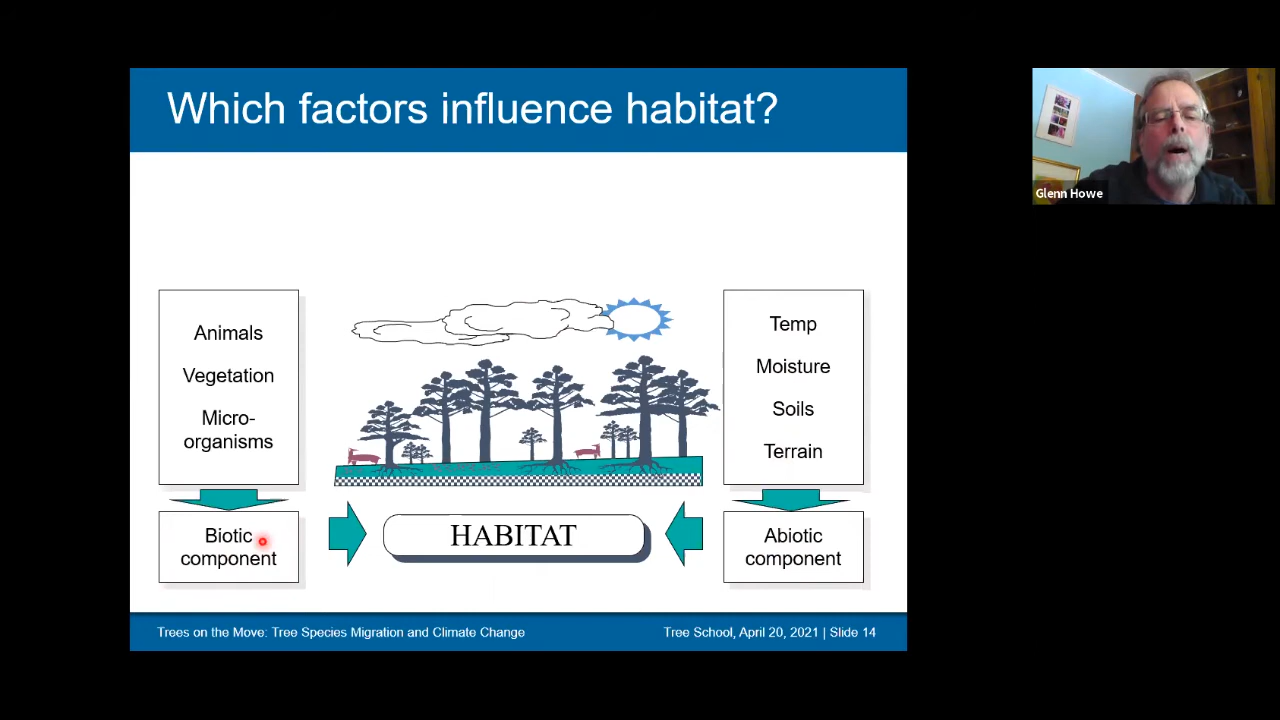 Which factors influence habitat?
Animals
Vegetation
Micro-
organisms
Biotic
component
HABITAT
Temp
Moisture
Soils
Terrain
Abiotic
component
Trees on the Move: Tree Species Migration and Climate Change
Tree School, April 20, 2021 | Slide 14
Glenn Howe